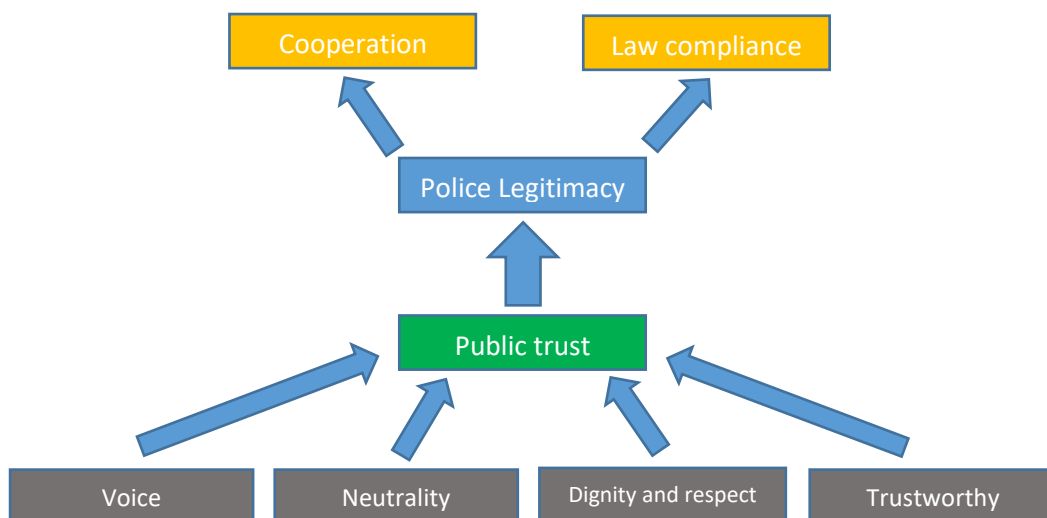 Cooperation
Law compliance
Police Legitimacy
Public trust
Voice
Neutrality
Dignity and respect
Trustworthy